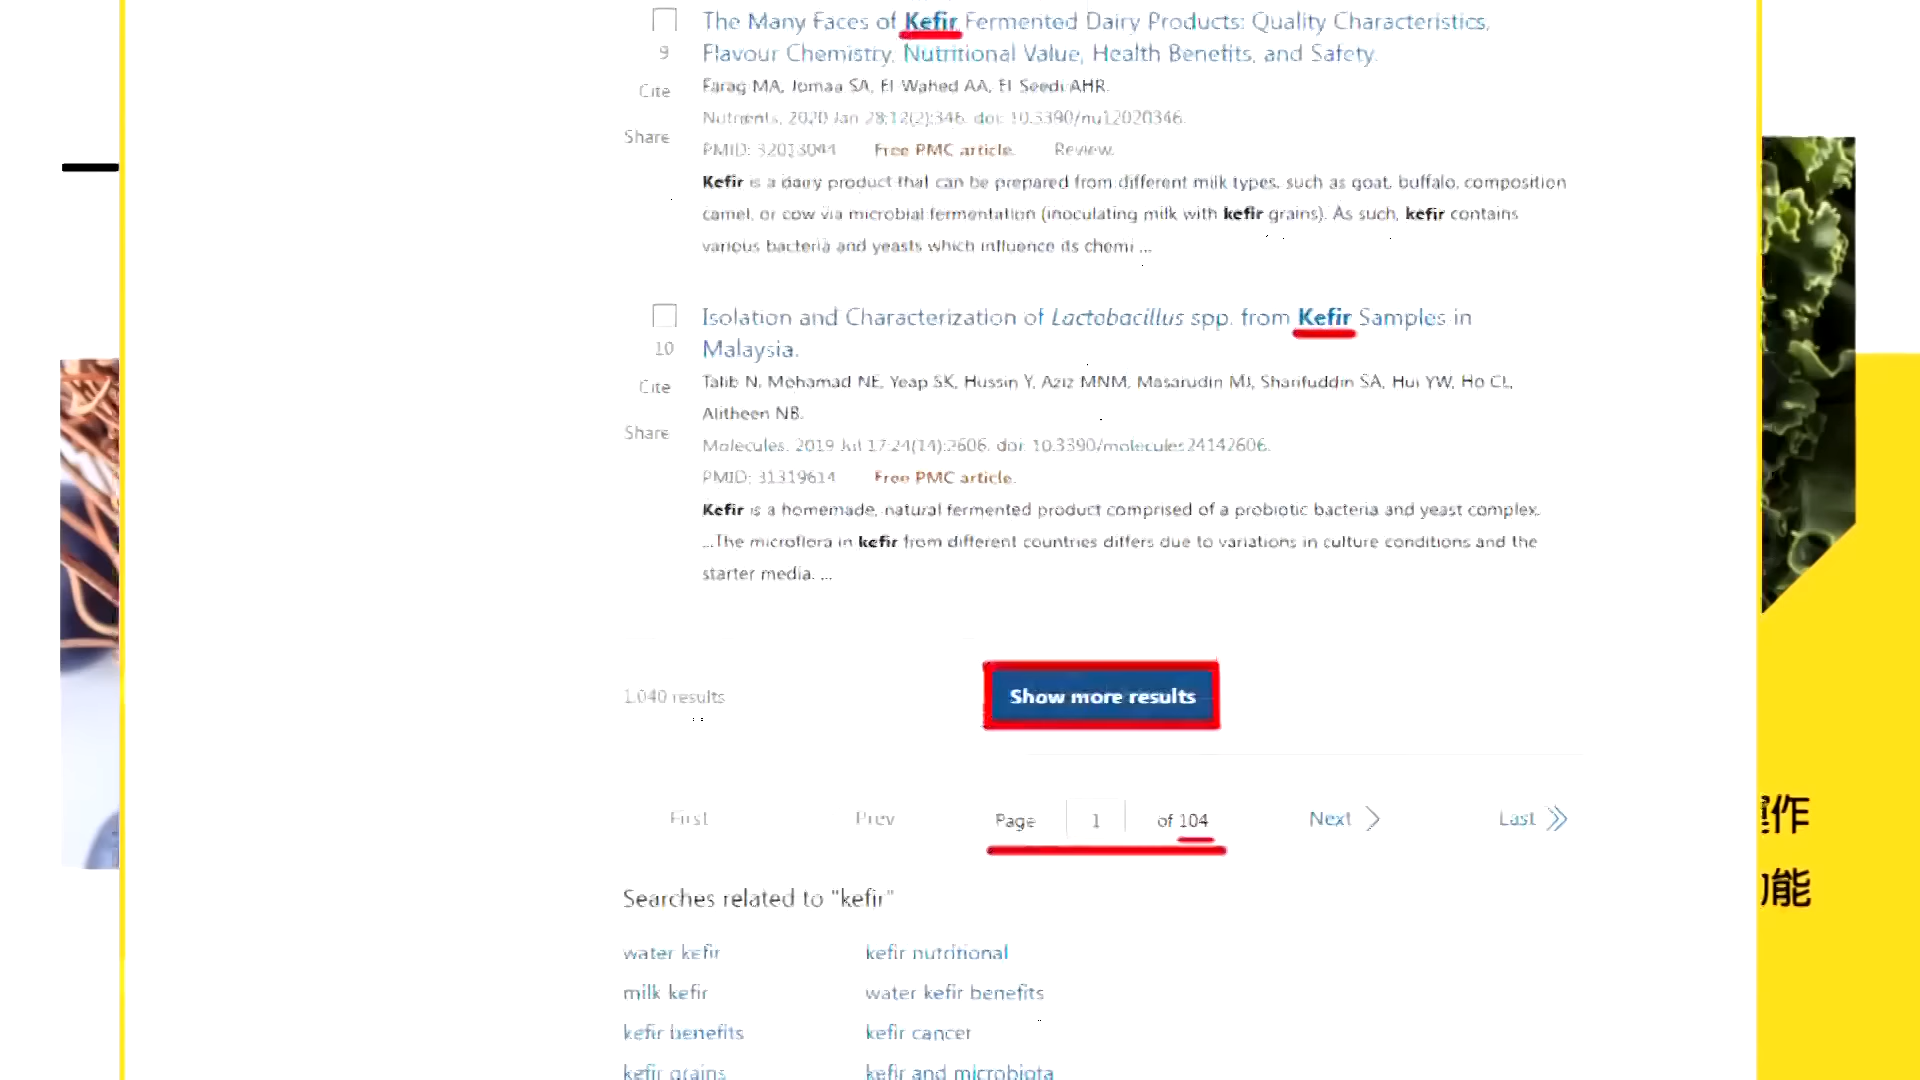 The Many Faces of Kefir Fermented Dairy Products: Quality Characteristics,
9
Flavour Chemistry, Nutritional Value, Health Benefits, and Safety.
Cite
Farag MA, Jomaa SA, El-Wahed AA, El-Seedi AHR.
Nutrients. 2020 Jan 28;12(2):346. doi: 10.3390/nu12020346.
Share
PMID: 32013044 Free PMC article. Review.
Kefir is a dairy product that can be prepared from different milk types, such as goat, buffalo, composition
camel, or cow via microbial fermentation (inoculating milk with kefir grains). As such, kefir contains
various bacteria and yeasts which influence its chemi ...
Isolation and Characterization of Lactobacillus spp. from Kefir Samples in
10
Malaysia.
Cite
Talib N, Mohamad NE, Yeap SK, Hussin Y, Aziz MNM, Masarudin MJ, Sharifuddin SA, Hui YW, Ho CL,
Alitheen NB.
Share
Molecules. 2019 Jul 17;24(14):2606. doi: 10.3390/molecules24142606.
PMID: 31319614 Free PMC article.
Kefir is a homemade, natural fermented product comprised of a probiotic bacteria and yeast complex.
...The microflora in kefir from different countries differs due to variations in culture conditions and the
starter media. ...
1,040 results
Show more results
First Prev Page 1 of 104 Next Last
Searches related to "kefir"
water kefir kefir nutritional
milk kefir water kefir benefits
kefir benefits kefir cancer
kefir grains kefir and microbiota
作
能